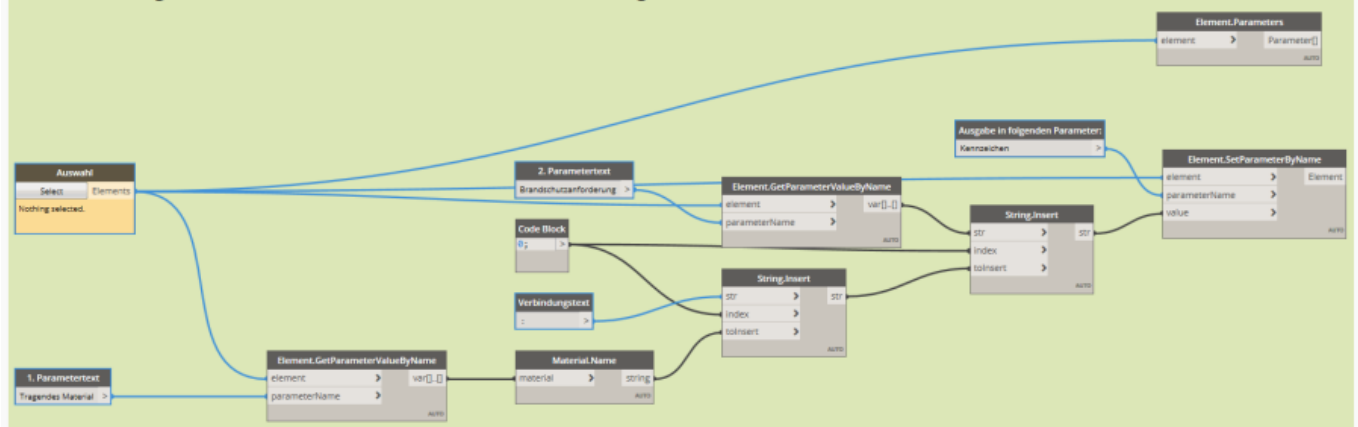 Element.Parameters
element > Parameter[]
AUTO
Ausgabe in folgenden Parameter:
Kennzeichen >
Element.SetParameterByName
element > Element
parameterName >
value >
AUTO
Auswahl
Select Elements
Nothing selected.
2. Parametertext
Brandschutzanforderung >
Element.GetParameterValueByName
element > var[]..[]
parameterName >
AUTO
Code Block
0; >
String.Insert
str > str
index >
toInsert >
AUTO
String.Insert
str > str
index >
toInsert >
AUTO
Verbindungstext
: >
1. Parametertext
Tragendes Material >
Element.GetParameterValueByName
element > var[]..[]
parameterName >
AUTO
Material.Name
material > string
AUTO